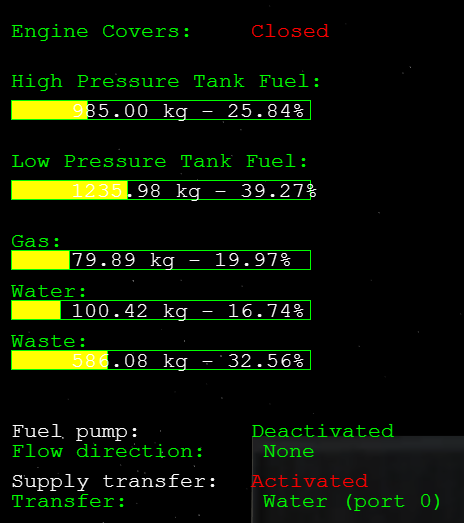 Engine Covers: Closed
High Pressure Tank Fuel:
985.00 kg - 25.84%
Low Pressure Tank Fuel:
1235.98 kg - 39.27%
Gas:
79.89 kg - 19.97%
Water:
100.42 kg - 16.74%
Waste:
586.08 kg - 32.56%
Fuel pump: Deactivated
Flow direction: None
Supply transfer: Activated
Transfer: Water (port 0)